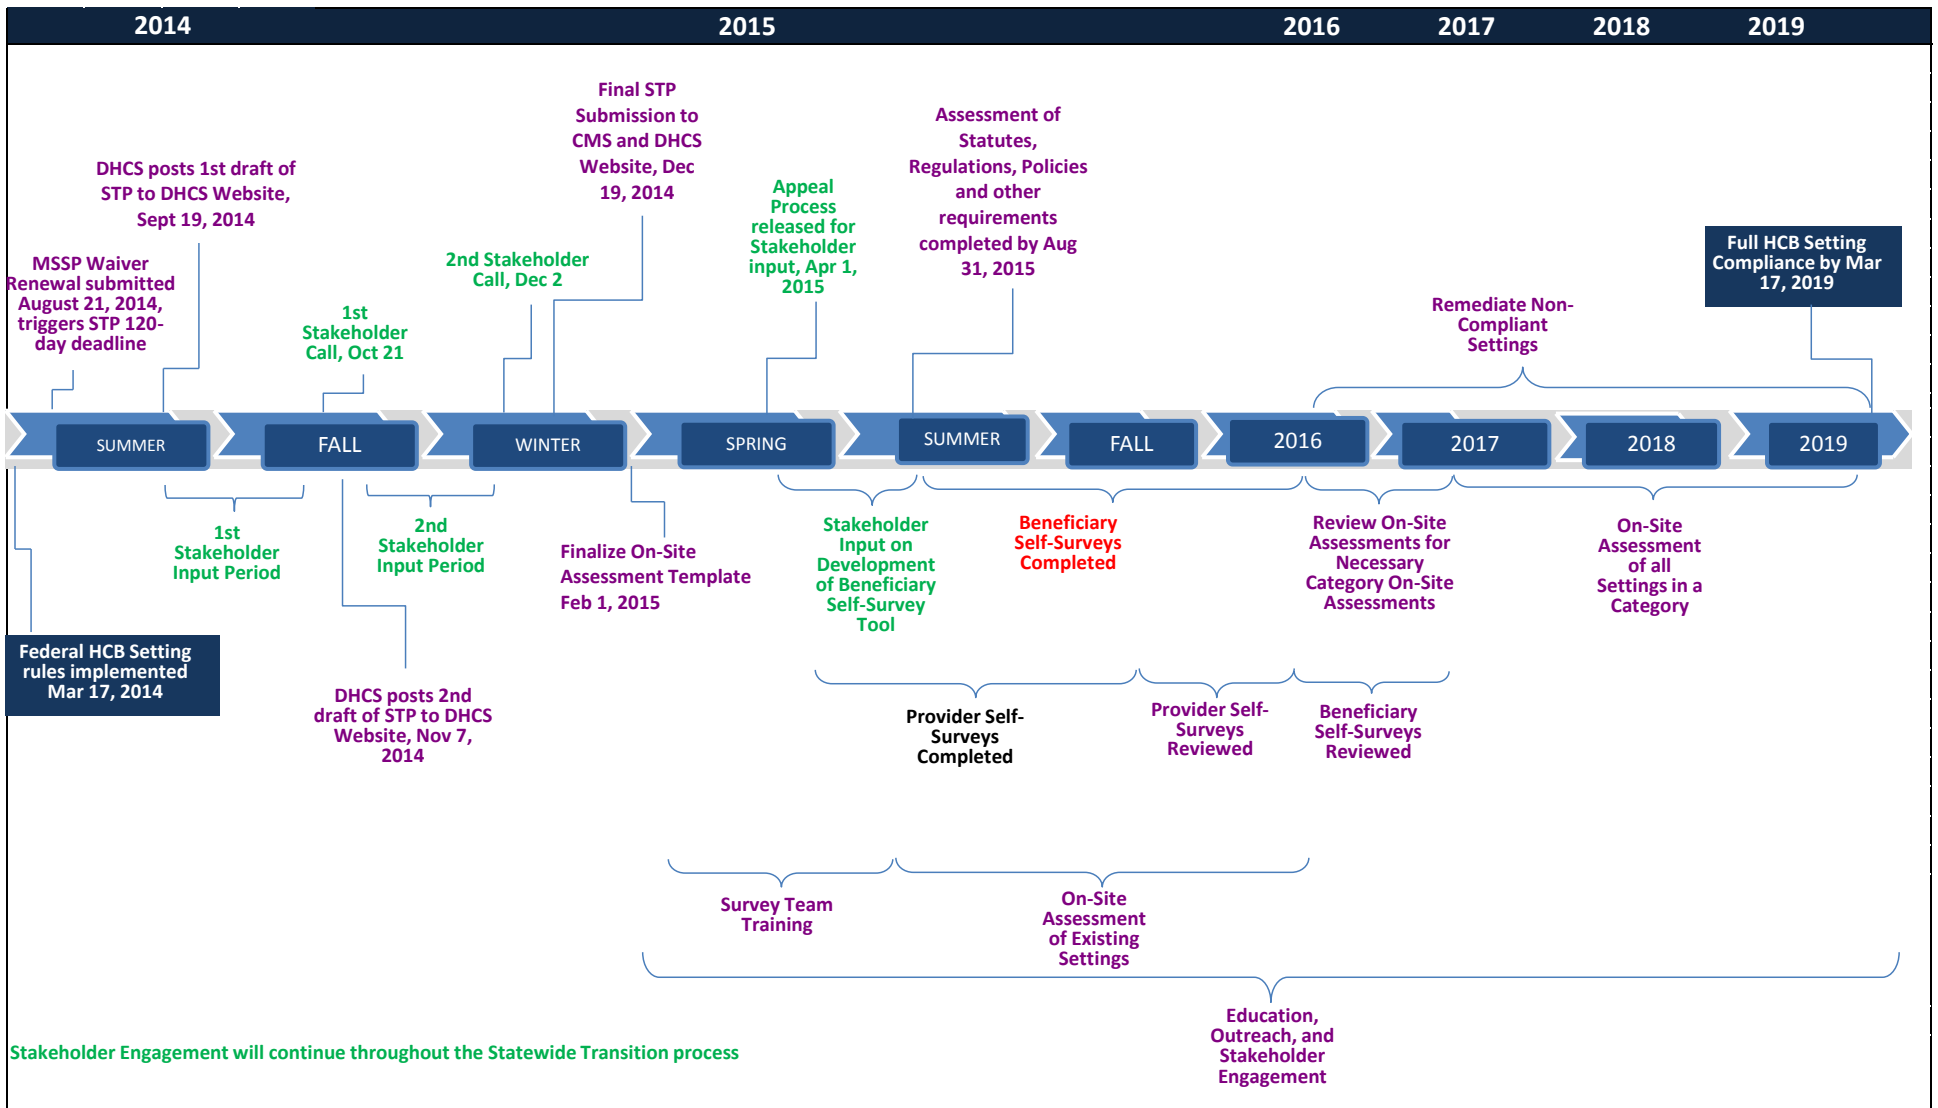 2014
2015
2016
2017
2018
2019
Final STP
Submission to
CMS and DHCS
Website, Dec
19, 2014
Assessment of
Statutes,
Regulations, Policies
and other
requirements
completed by Aug
31, 2015
DHCS posts 1st draft of
STP to DHCS Website,
Sept 19, 2014
Appeal
Process
released for
Stakeholder
input, Apr 1,
2015
MSSP Waiver
Renewal submitted
August 21, 2014,
triggers STP 120-
day deadline
2nd Stakeholder
Call, Dec 2
1st
Stakeholder
Call, Oct 21
Full HCB Setting
Compliance by Mar
17, 2019
Remediate Non-
Compliant
Settings
SUMMER
FALL
WINTER
SPRING
SUMMER
FALL
2016
2017
2018
2019
1st
Stakeholder
Input Period
2nd
Stakeholder
Input Period
Finalize On-Site
Assessment Template
Feb 1, 2015
Stakeholder
Input on
Development
of Beneficiary
Self-Survey
Tool
Beneficiary
Self-Surveys
Completed
Review On-Site
Assessments for
Necessary
Category On-Site
Assessments
On-Site
Assessment
of all
Settings in a
Category
Federal HCB Setting
rules implemented
Mar 17, 2014
DHCS posts 2nd
draft of STP to DHCS
Website, Nov 7,
2014
Provider Self-
Surveys
Completed
Provider Self-
Surveys
Reviewed
Beneficiary
Self-Surveys
Reviewed
Survey Team
Training
On-Site
Assessment
of Existing
Settings
Education,
Outreach, and
Stakeholder
Engagement
Stakeholder Engagement will continue throughout the Statewide Transition process